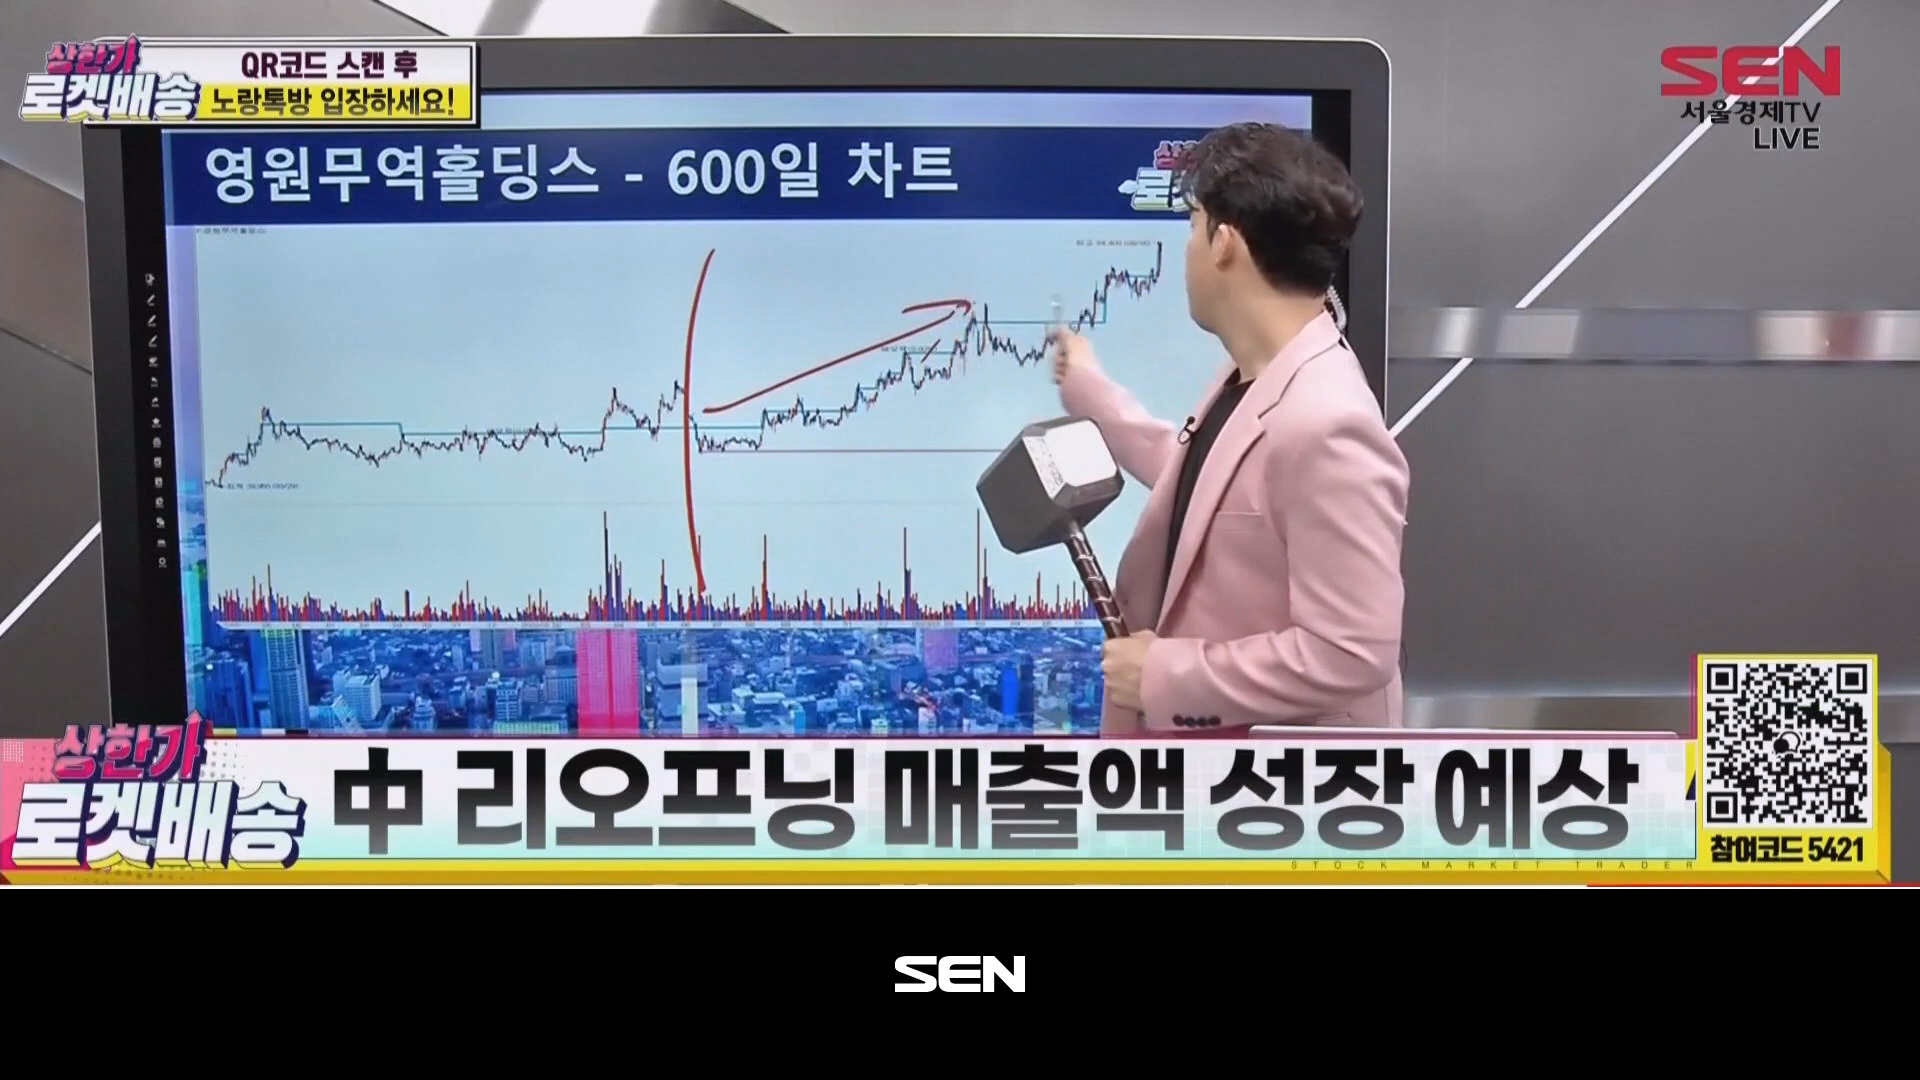 상한가
로켓배송
QR코드 스캔 후
노랑톡방 입장하세요!
SEN
서울경제TV
LIVE
영원무역홀딩스 - 600일 차트
상한가
로켓배송
中 리오프닝 매출액 성장 예상
STOCK MARKET TRADER
참여코드 5421
SEN